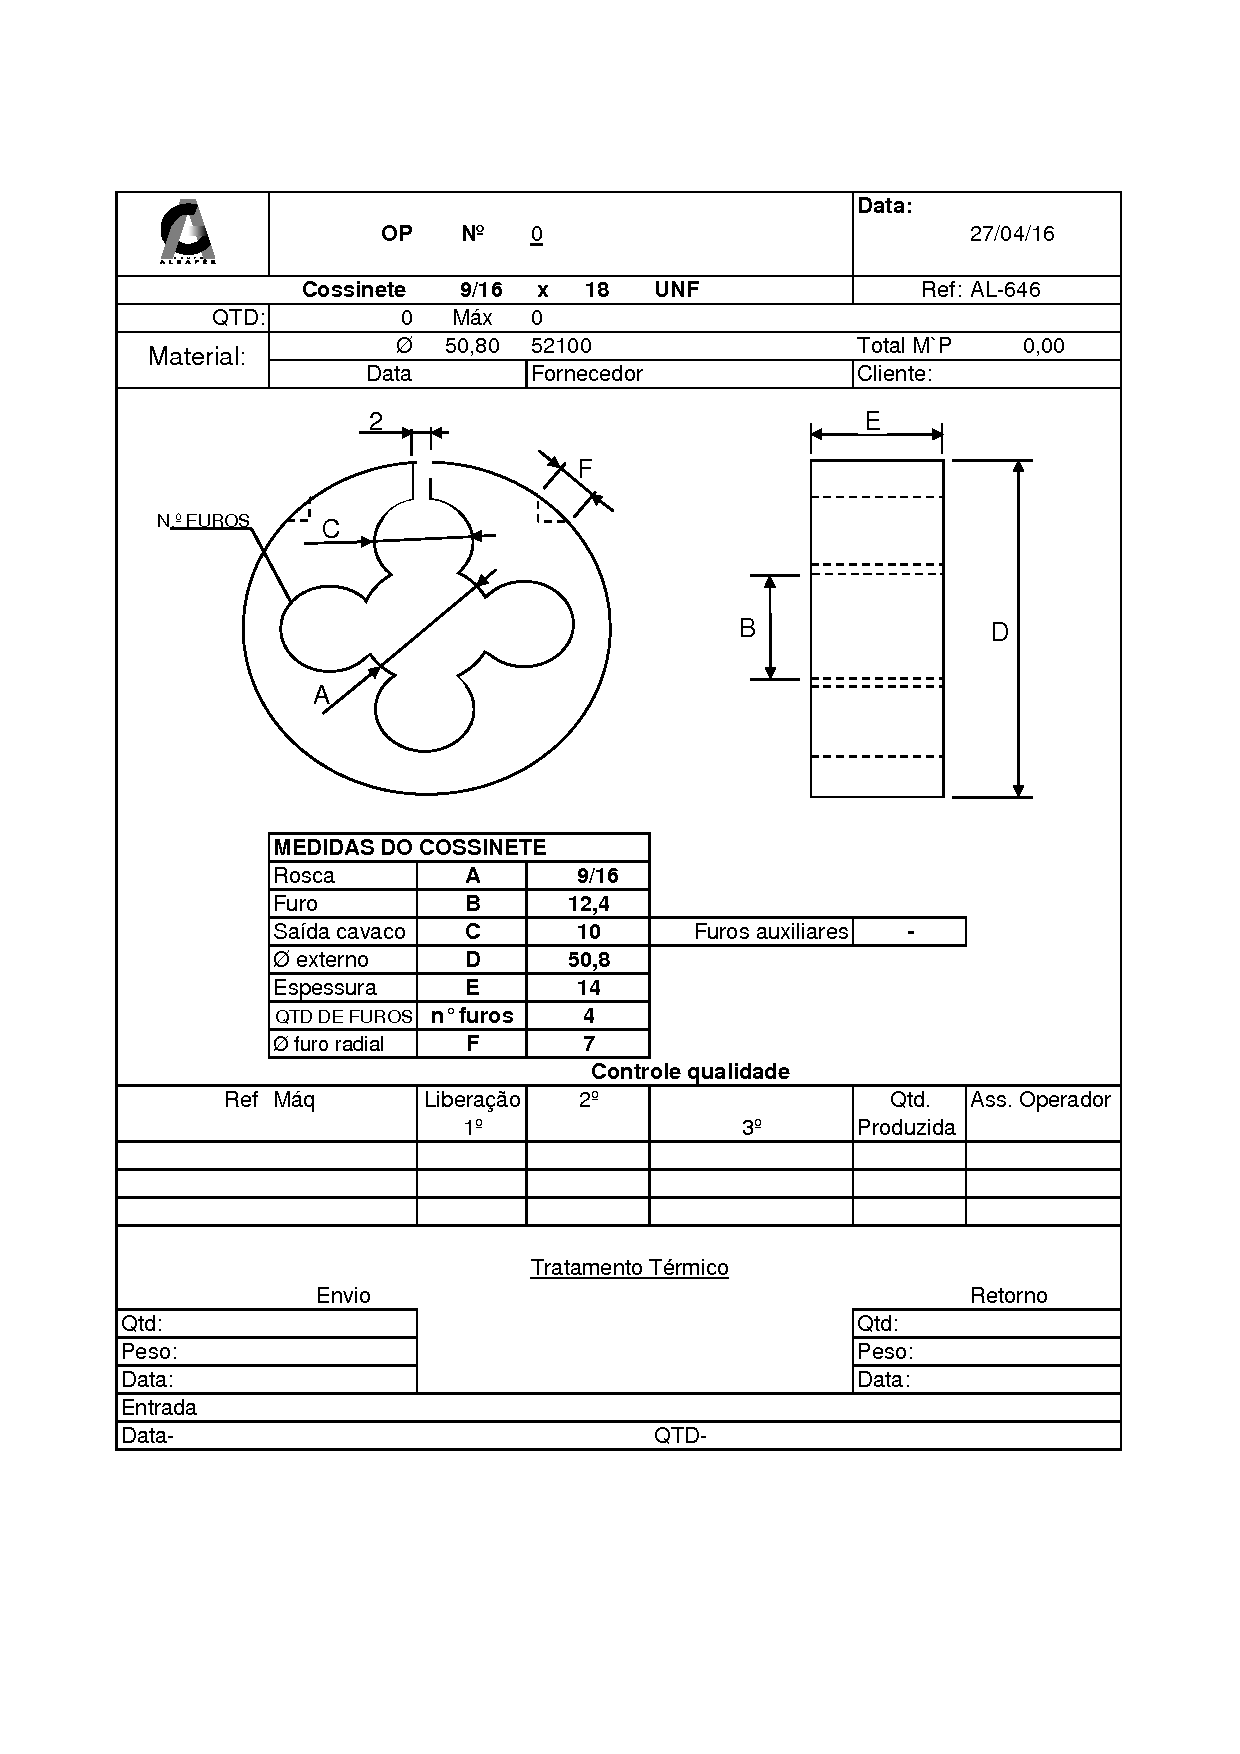 Data:
OP Nº 0 27/04/16
Cossinete 9/16 x 18 UNF Ref: AL-646
QTD: 0 Máx 0
Material: Ø 50,80 52100 Total M`P 0,00
Data Fornecedor Cliente:
2
E
F
N.º FUROS
C
B
D
A
MEDIDAS DO COSSINETE
Rosca A 9/16
Furo B 12,4
Saída cavaco C 10 Furos auxiliares -
Ø externo D 50,8
Espessura E 14
QTD DE FUROS n° furos 4
Ø furo radial F 7
Controle qualidade
Ref Máq Liberação 2º Qtd. Ass. Operador
1º 3º Produzida
Tratamento Térmico
Envio Retorno
Qtd: Qtd:
Peso: Peso:
Data: Data:
Entrada
Data- QTD-